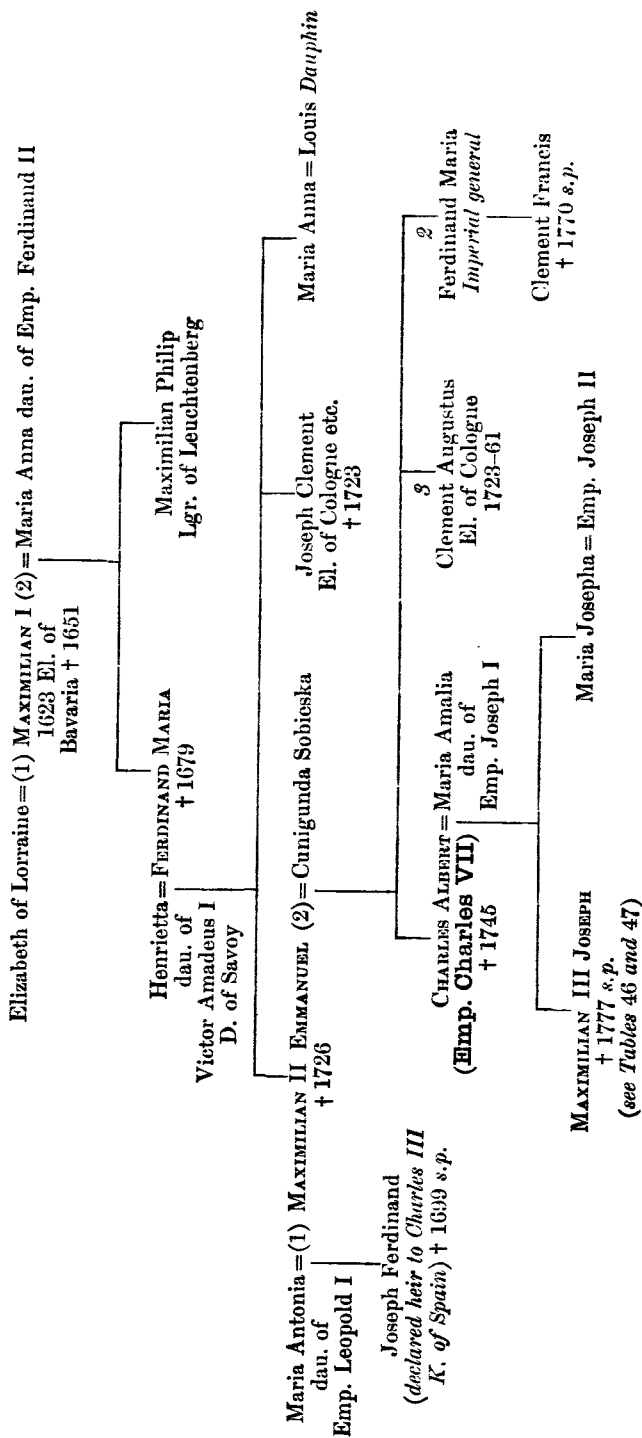 Elizabeth of Lorraine=(1) MAXIMILIAN I (2)=Maria Anna dau. of Emp. Ferdinand II
1623 El. of
Bavaria † 1651
Henrietta=FERDINAND MARIA
dau. of
Victor Amadeus I
D. of Savoy
† 1679
Maximilian Philip
Lgr. of Leuchtenberg
Maria Antonia=(1) MAXIMILIAN II EMMANUEL (2)=Cunigunda Sobieska
dau. of
Emp. Leopold I
† 1726
Joseph Clement
El. of Cologne etc.
† 1723
Maria Anna=Louis Dauphin
Joseph Ferdinand
(declared heir to Charles III
K. of Spain) † 1699 s.p.
CHARLES ALBERT=Maria Amalia
(Emp. Charles VII)
† 1745
dau. of
Emp. Joseph I
3
Clement Augustus
El. of Cologne
1723–61
2
Ferdinand Maria
Imperial general
Clement Francis
† 1770 s.p.
MAXIMILIAN III JOSEPH
† 1777 s.p.
(see Tables 46 and 47)
Maria Josepha=Emp. Joseph II